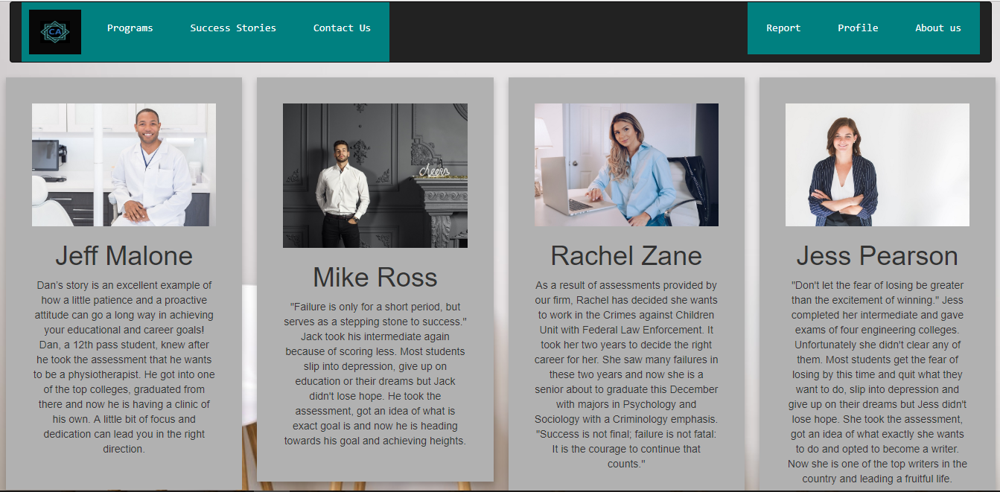 CA
Programs
Success Stories
Contact Us
Report
Profile
About us
cheers
Jeff Malone
Dan's story is an excellent example of
how a little patience and a proactive
attitude can go a long way in achieving
your educational and career goals!
Dan, a 12th pass student, knew after
he took the assessment that he wants
to be a physiotherapist. He got into one
of the top colleges, graduated from
there and now he is having a clinic of
his own. A little bit of focus and
dedication can lead you in the right
direction.
Mike Ross
"Failure is only for a short period, but
serves as a stepping stone to success."
Jack took his intermediate again
because of scoring less. Most students
slip into depression, give up on
education or their dreams but Jack
didn't lose hope. He took the
assessment, got an idea of what is
exact goal is and now he is heading
towards his goal and achieving heights.
Rachel Zane
As a result of assessments provided by
our firm, Rachel has decided she wants
to work in the Crimes against Children
Unit with Federal Law Enforcement. It
took her two years to decide the right
career for her. She saw many failures in
these two years and now she is a
senior about to graduate this December
with majors in Psychology and
Sociology with a Criminology emphasis.
"Success is not final; failure is not fatal:
It is the courage to continue that
counts."
Jess Pearson
"Don't let the fear of losing be greater
than the excitement of winning." Jess
completed her intermediate and gave
exams of four engineering colleges.
Unfortunately she didn't clear any of
them. Most students get the fear of
losing by this time and quit what they
want to do, slip into depression and
give up on their dreams but Jess didn't
lose hope. She took the assessment,
got an idea of what exactly she wants
to do and opted to become a writer.
Now she is one of the top writers in the
country and leading a fruitful life.